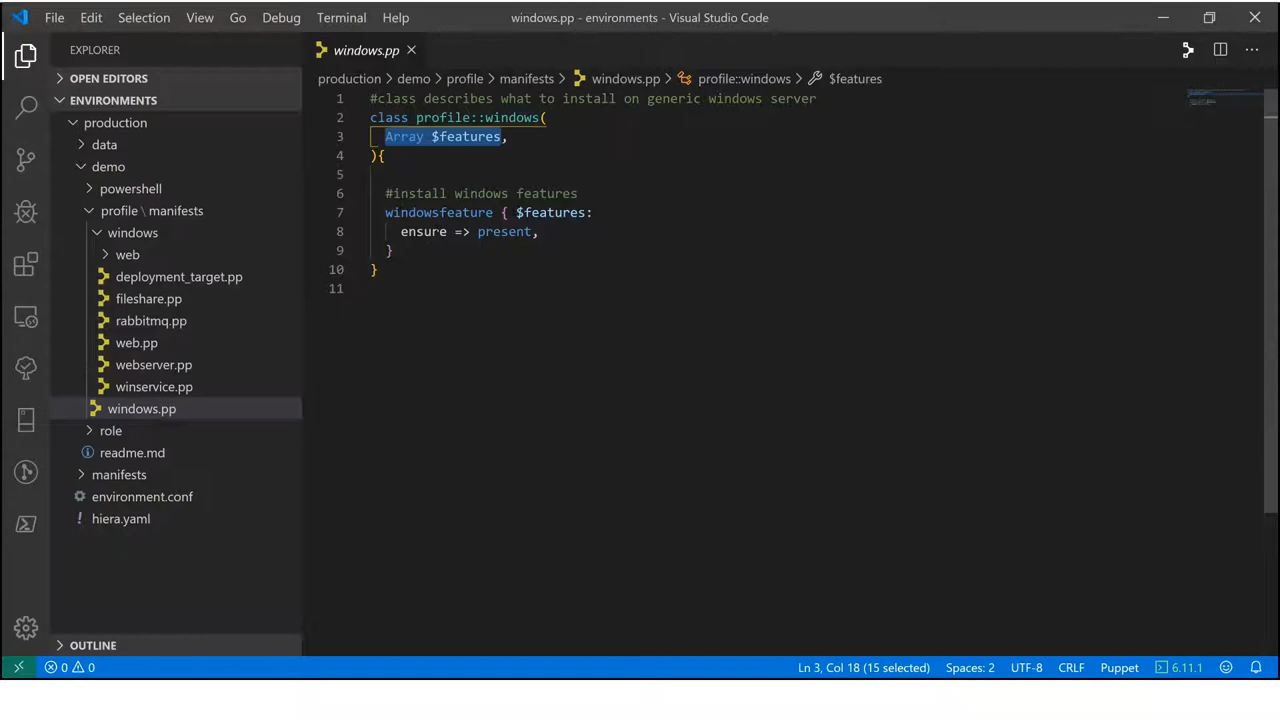 File Edit Selection View Go Debug Terminal Help windows.pp - environments - Visual Studio Code
EXPLORER
OPEN EDITORS
ENVIRONMENTS
production
data
demo
powershell
profile \ manifests
windows
web
deployment_target.pp
fileshare.pp
rabbitmq.pp
web.pp
webserver.pp
winservice.pp
windows.pp
role
readme.md
manifests
environment.conf
hiera.yaml
OUTLINE
windows.pp
production > demo > profile > manifests > windows.pp > profile::windows > $features
1 #class describes what to install on generic windows server
2 class profile::windows(
3 Array $features,
4 ){
5
6 #install windows features
7 windowsfeature { $features:
8 ensure => present,
9 }
10 }
11
0 0 Ln 3, Col 18 (15 selected) Spaces: 2 UTF-8 CRLF Puppet 6.11.1